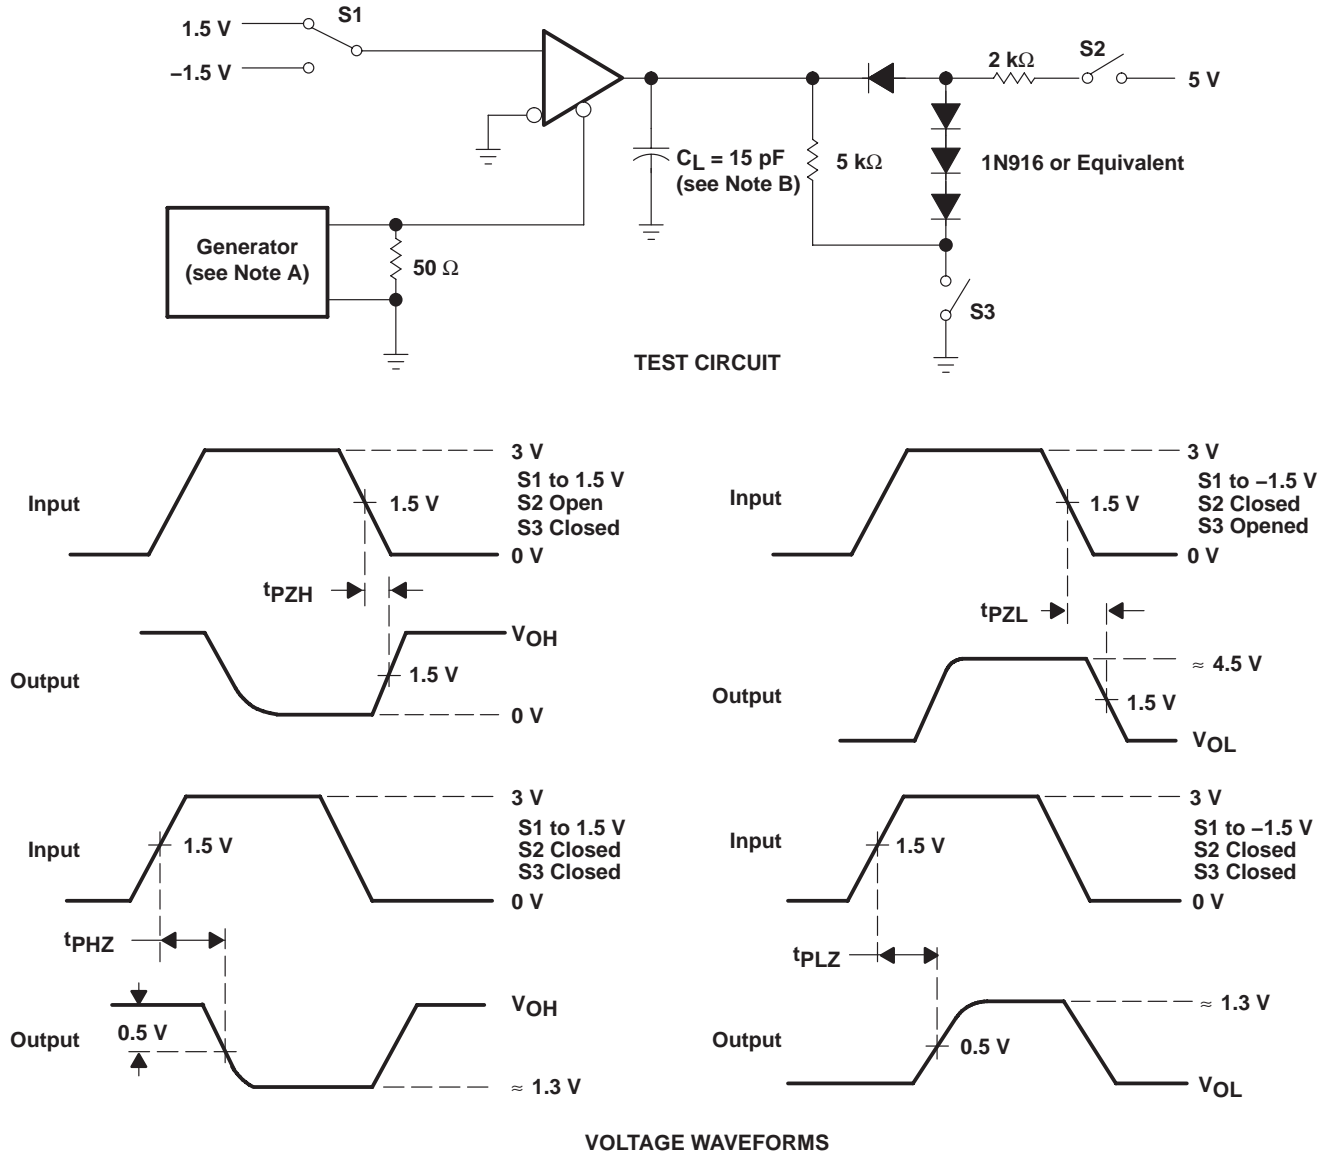 1.5 V
S1
–1.5 V
2 kΩ
S2
5 V
CL = 15 pF
(see Note B)
5 kΩ
1N916 or Equivalent
Generator
(see Note A)
50 Ω
S3
TEST CIRCUIT
Input
3 V
S1 to 1.5 V
S2 Open
S3 Closed
1.5 V
0 V
tPZH
VOH
Output
1.5 V
0 V
Input
3 V
S1 to –1.5 V
S2 Closed
S3 Opened
1.5 V
0 V
tPZL
≈ 4.5 V
Output
1.5 V
VOL
Input
3 V
S1 to 1.5 V
S2 Closed
S3 Closed
1.5 V
0 V
tPHZ
VOH
Output
0.5 V
≈ 1.3 V
Input
3 V
S1 to –1.5 V
S2 Closed
S3 Closed
1.5 V
0 V
tPLZ
≈ 1.3 V
Output
0.5 V
VOL
VOLTAGE WAVEFORMS